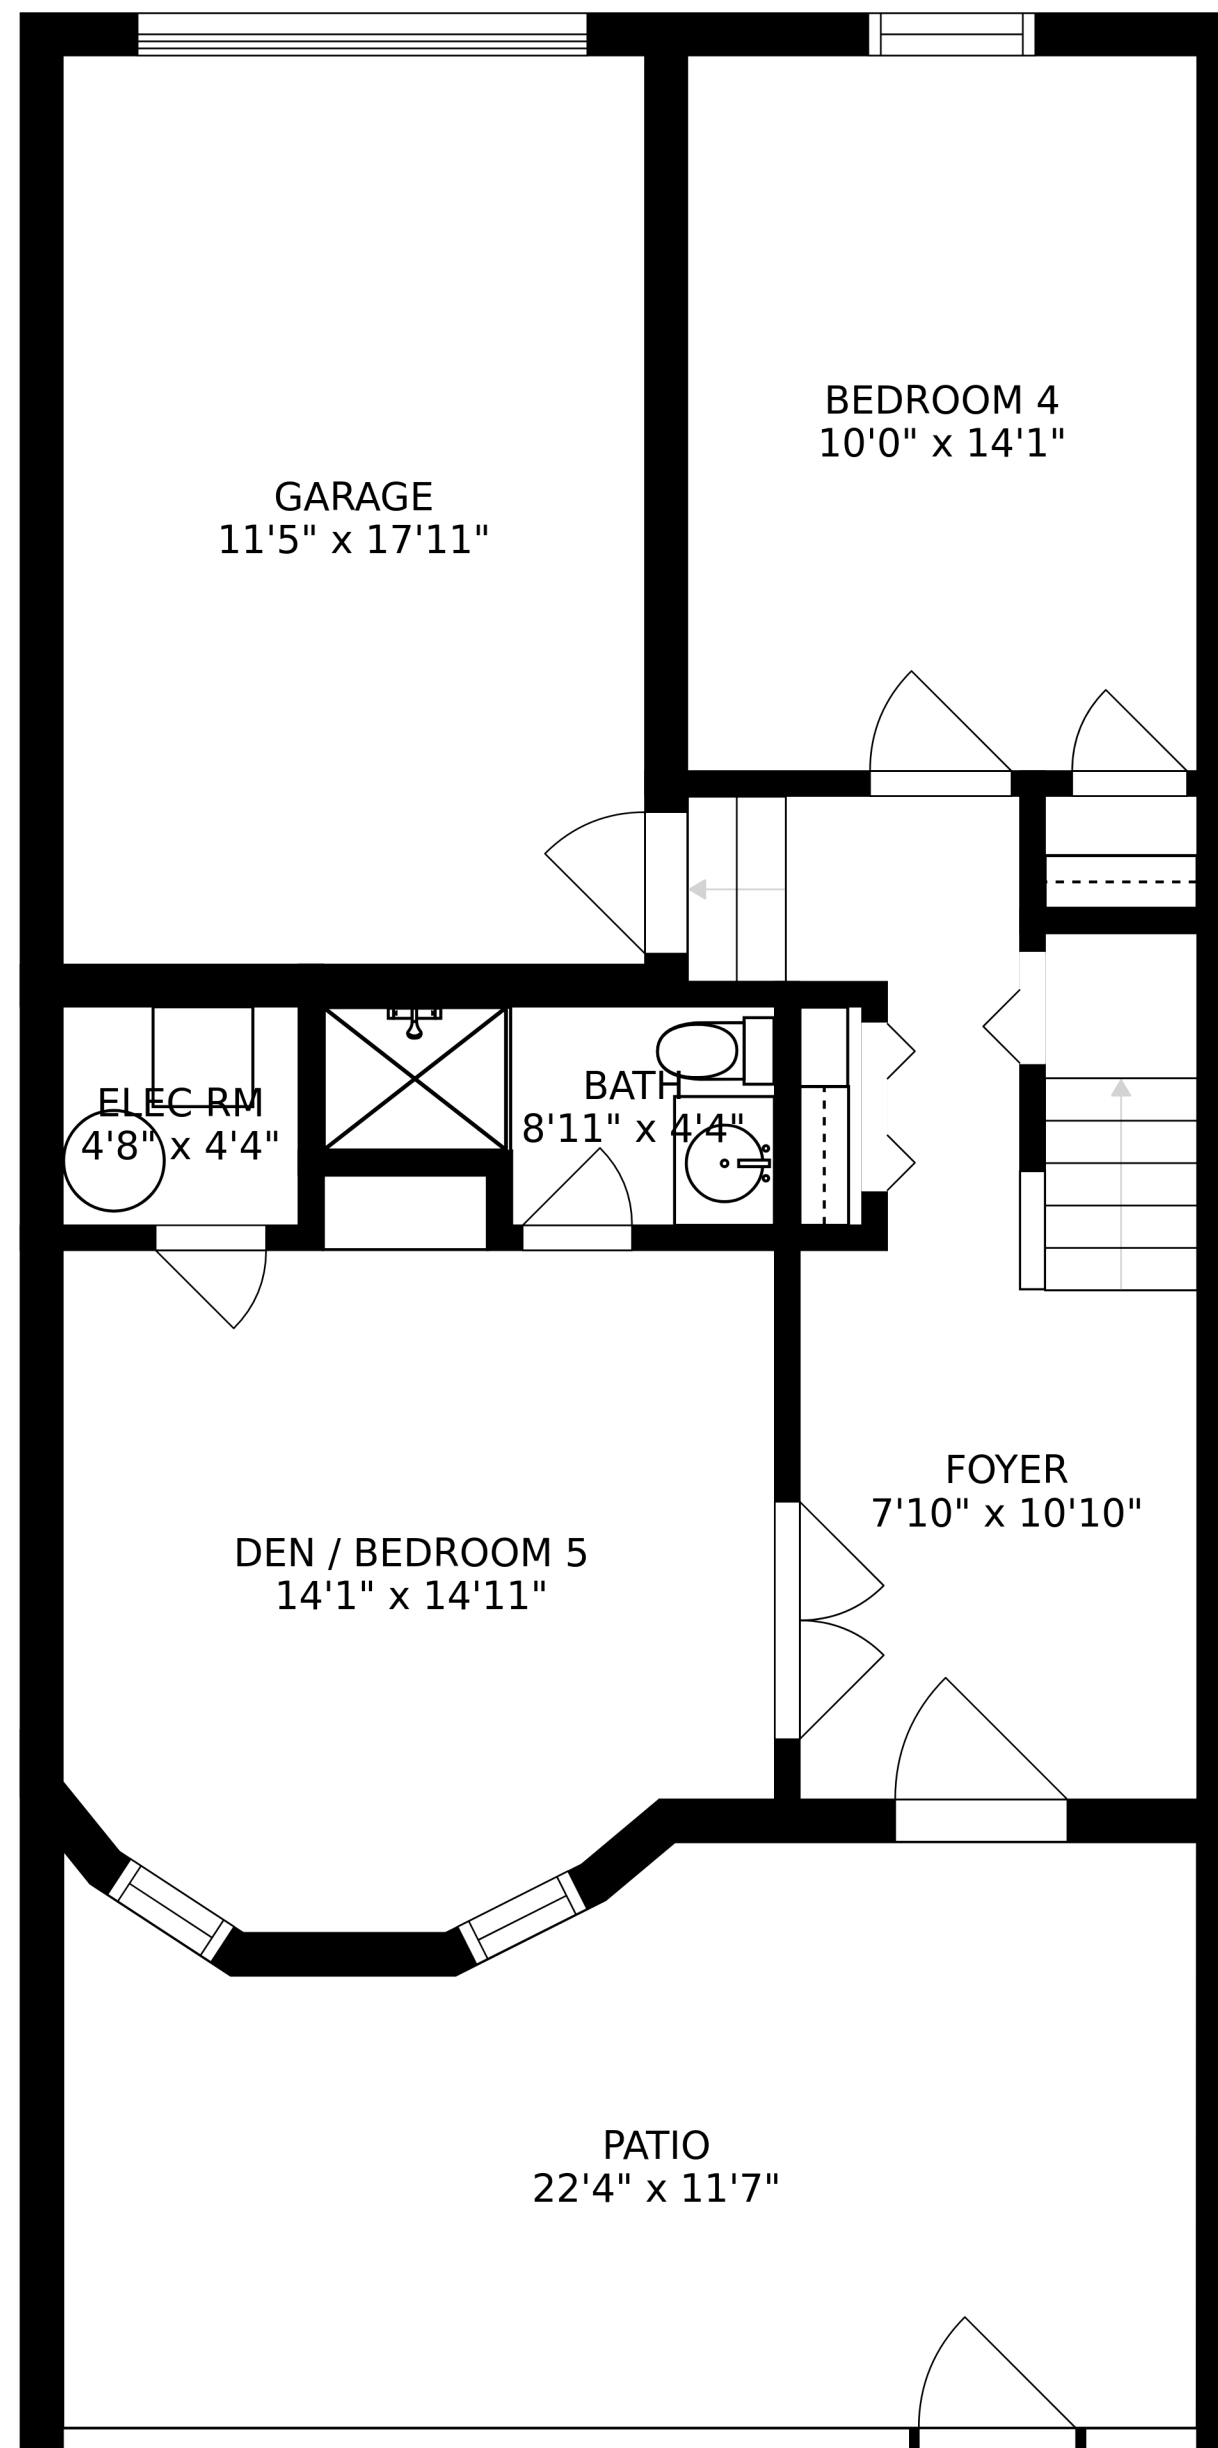 BEDROOM 4
10'0" x 14'1"
GARAGE
11'5" x 17'11"
BATH
8'11" x 4'4"
ELEC RM
4'8" x 4'4"
FOYER
7'10" x 10'10"
DEN / BEDROOM 5
14'1" x 14'11"
PATIO
22'4" x 11'7"